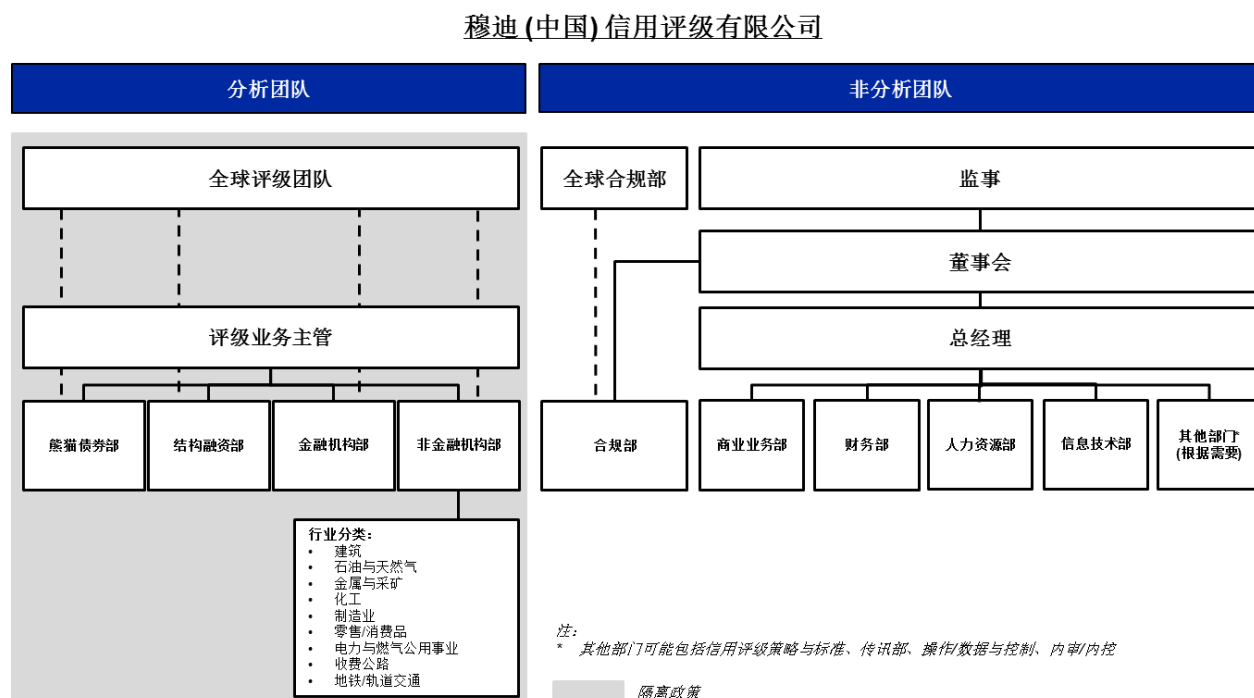 穆迪 (中国) 信用评级有限公司
分析团队
非分析团队
全球评级团队
全球合规部
监事
董事会
评级业务主管
总经理
熊猫债券部
结构融资部
金融机构部
非金融机构部
合规部
商业业务部
财务部
人力资源部
信息技术部
其他部门*
(根据需要)
行业分类：
• 建筑
• 石油与天然气
• 金属与采矿
• 化工
• 制造业
• 零售/消费品
• 电力与燃气公用事业
• 收费公路
• 地铁/轨道交通
注：
* 其他部门可能包括信用评级策略与标准、传讯部、操作/数据与控制、内审/内控
隔离政策